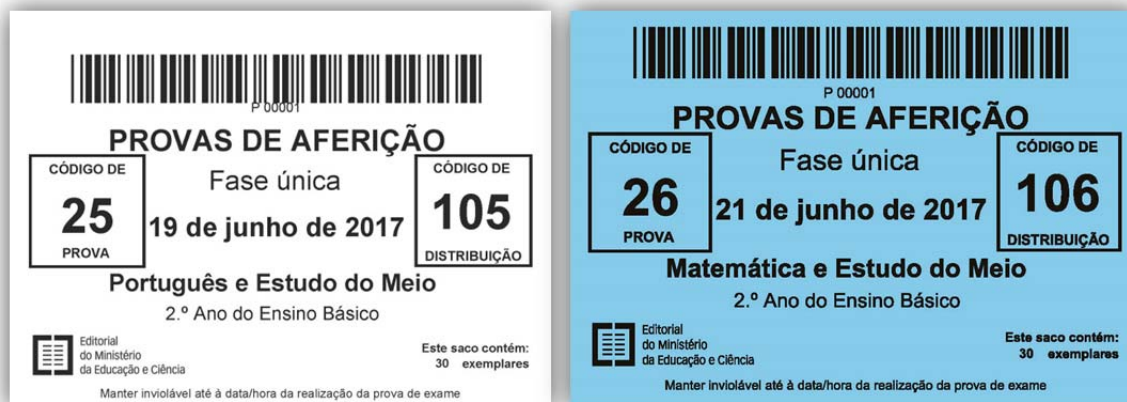 P 00001
PROVAS DE AFERIÇÃO
CÓDIGO DE
25
PROVA
Fase única
19 de junho de 2017
CÓDIGO DE
105
DISTRIBUIÇÃO
Português e Estudo do Meio
2.º Ano do Ensino Básico
Editorial
do Ministério
da Educação e Ciência
Este saco contém:
30 exemplares
Manter inviolável até à data/hora da realização da prova de exame
P 00001
PROVAS DE AFERIÇÃO
CÓDIGO DE
26
PROVA
Fase única
21 de junho de 2017
CÓDIGO DE
106
DISTRIBUIÇÃO
Matemática e Estudo do Meio
2.º Ano do Ensino Básico
Editorial
do Ministério
da Educação e Ciência
Este saco contém:
30 exemplares
Manter inviolável até à data/hora da realização da prova de exame